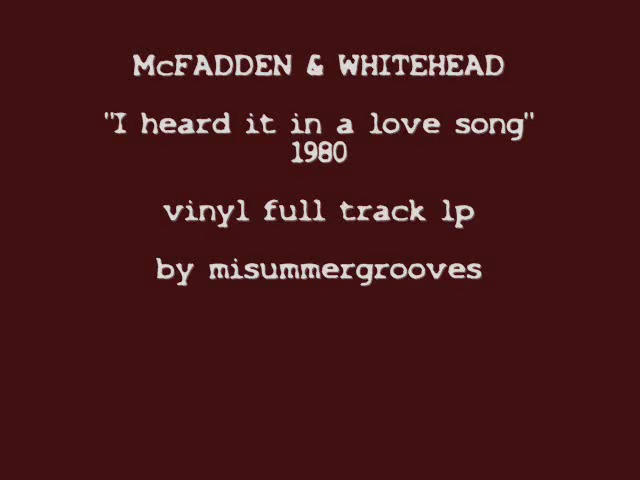 McFADDEN & WHITEHEAD
"I heard it in a love song"
1980
vinyl full track lp
by misummergrooves